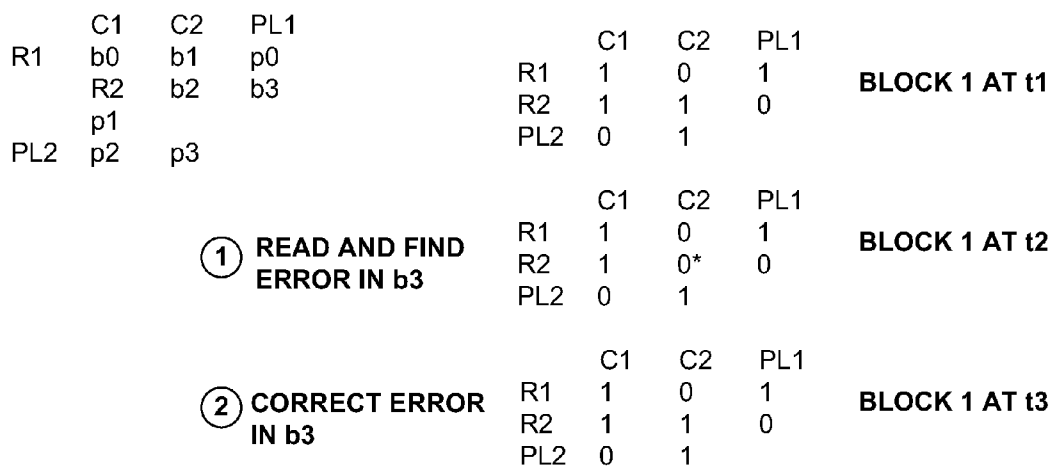 C1 C2 PL1
R1 b0 b1 p0
R2 b2 b3
p1
PL2 p2 p3
C1 C2 PL1
R1 1 0 1
R2 1 1 0
PL2 0 1
BLOCK 1 AT t1
1 READ AND FIND
ERROR IN b3
C1 C2 PL1
R1 1 0 1
R2 1 0* 0
PL2 0 1
BLOCK 1 AT t2
2 CORRECT ERROR
IN b3
C1 C2 PL1
R1 1 0 1
R2 1 1 0
PL2 0 1
BLOCK 1 AT t3